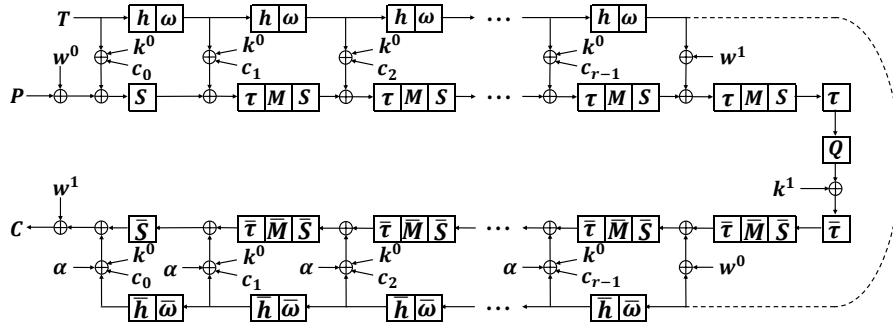 T h ω h ω h ω ⋯ h ω
w⁰ k⁰ k⁰ k⁰ k⁰ w¹
c₀ c₁ c₂ cᵣ₋₁
P S τ M S τ M S ⋯ τ M S τ M S τ
Q
k¹
w¹
C S̄ τ̄ M̄ S̄ τ̄ M̄ S̄ ⋯ τ̄ M̄ S̄ τ̄ M̄ S̄ τ̄
α k⁰ α k⁰ α k⁰ α k⁰ w⁰
c₀ c₁ c₂ cᵣ₋₁
h̄ ω̄ h̄ ω̄ h̄ ω̄ ⋯ h̄ ω̄